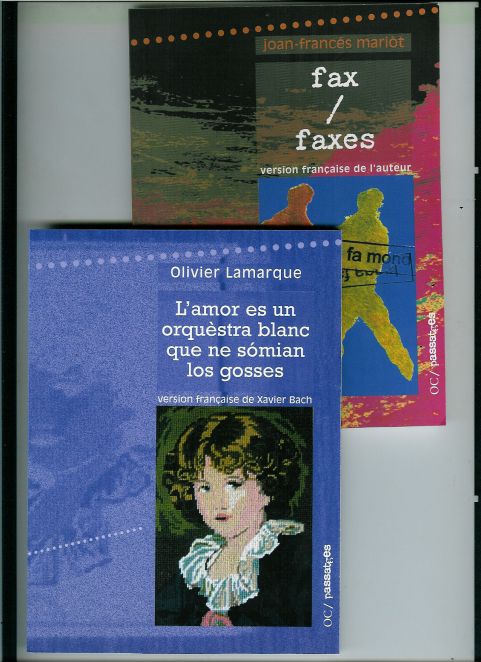 joan-francés mariòt
fax
/
faxes
version française de l'auteur
fa mond
OC/passatges
Olivier Lamarque
L'amor es un
orquèstra blanc
que ne sómian
los gosses
version française de Xavier Bach
OC/passatges